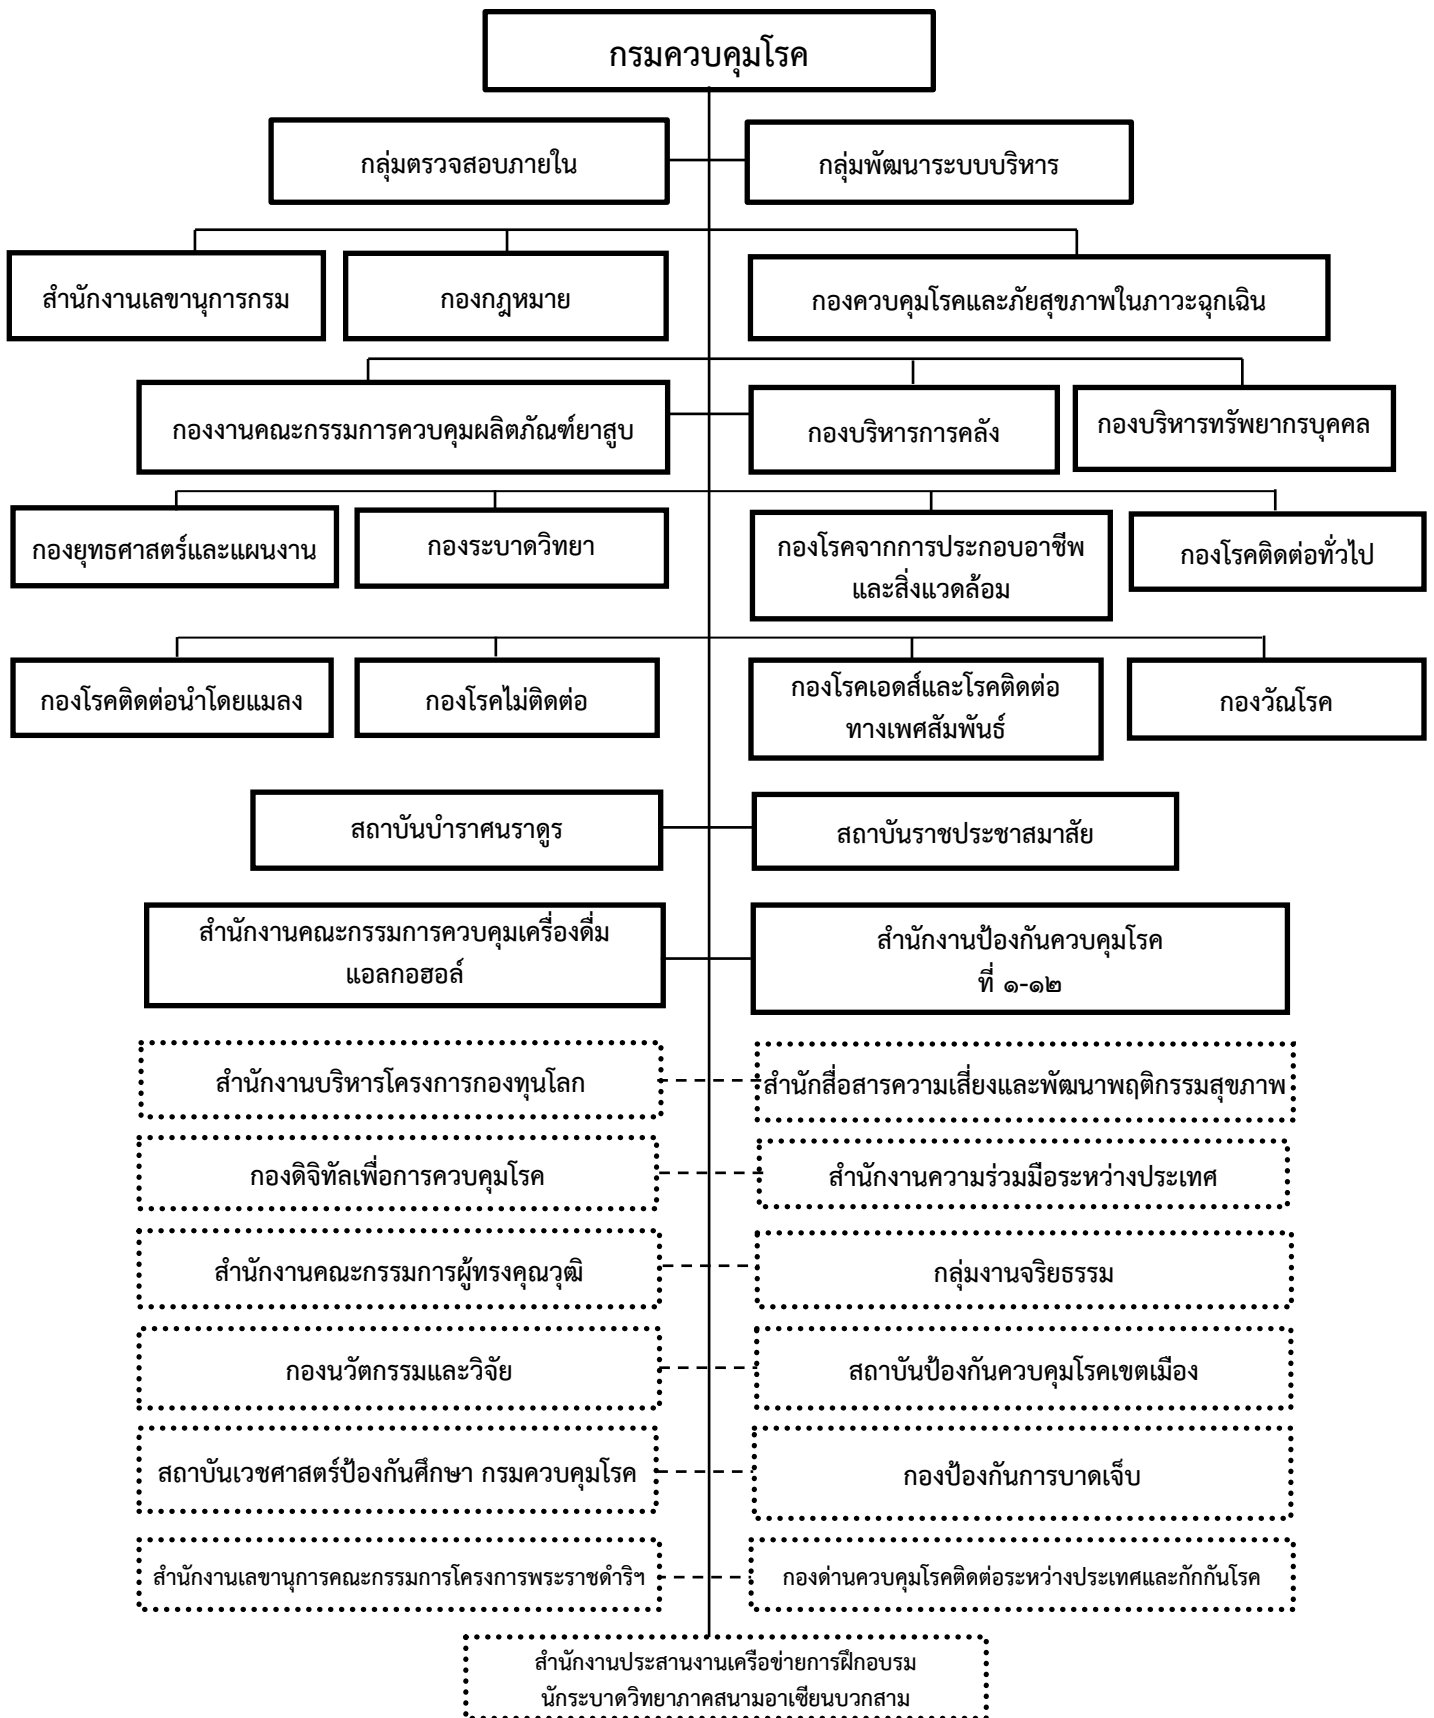 กรมควบคุมโรค
กลุ่มตรวจสอบภายใน
กลุ่มพัฒนาระบบบริหาร
สำนักงานเลขานุการกรม
กองกฎหมาย
กองควบคุมโรคและภัยสุขภาพในภาวะฉุกเฉิน
กองงานคณะกรรมการควบคุมผลิตภัณฑ์ยาสูบ
กองบริหารการคลัง
กองบริหารทรัพยากรบุคคล
กองยุทธศาสตร์และแผนงาน
กองระบาดวิทยา
กองโรคจากการประกอบอาชีพ
และสิ่งแวดล้อม
กองโรคติดต่อทั่วไป
กองโรคติดต่อนำโดยแมลง
กองโรคไม่ติดต่อ
กองโรคเอดส์และโรคติดต่อ
ทางเพศสัมพันธ์
กองวัณโรค
สถาบันบำราศนราดูร
สถาบันราชประชาสมาสัย
สำนักงานคณะกรรมการควบคุมเครื่องดื่ม
แอลกอฮอล์
สำนักงานป้องกันควบคุมโรค
ที่ ๑-๑๒
สำนักงานบริหารโครงการกองทุนโลก
สำนักสื่อสารความเสี่ยงและพัฒนาพฤติกรรมสุขภาพ
กองดิจิทัลเพื่อการควบคุมโรค
สำนักงานความร่วมมือระหว่างประเทศ
สำนักงานคณะกรรมการผู้ทรงคุณวุฒิ
กลุ่มงานจริยธรรม
กองนวัตกรรมและวิจัย
สถาบันป้องกันควบคุมโรคเขตเมือง
สถาบันเวชศาสตร์ป้องกันศึกษา กรมควบคุมโรค
กองป้องกันการบาดเจ็บ
สำนักงานเลขานุการคณะกรรมการโครงการพระราชดำริฯ
กองด่านควบคุมโรคติดต่อระหว่างประเทศและกักกันโรค
สำนักงานประสานงานเครือข่ายการฝึกอบรม
นักระบาดวิทยาภาคสนามอาเซียนบวกสาม